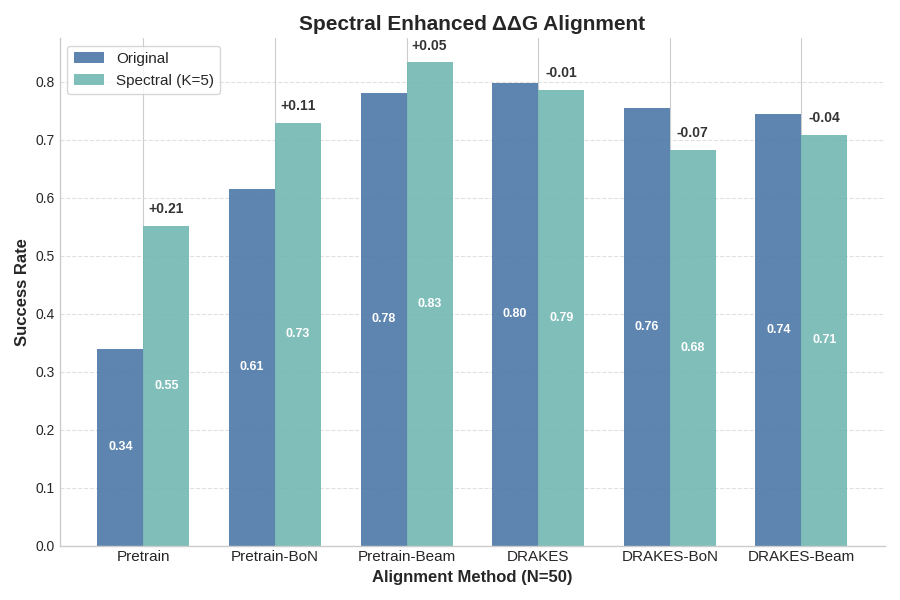 Spectral Enhanced ΔΔG Alignment
Original
Spectral (K=5)
Success Rate
0.8
0.7
0.6
0.5
0.4
0.3
0.2
0.1
0.0
+0.21
+0.11
+0.05
-0.01
-0.07
-0.04
0.34
0.55
0.61
0.73
0.78
0.83
0.80
0.79
0.76
0.68
0.74
0.71
Pretrain
Pretrain-BoN
Pretrain-Beam
DRAKES
DRAKES-BoN
DRAKES-Beam
Alignment Method (N=50)